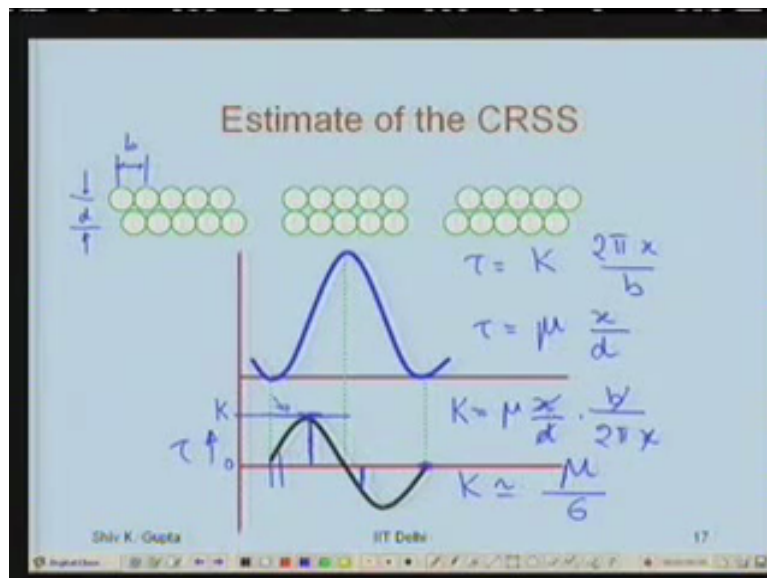 Estimate of the CRSS
b
d
τ = K 2π x / b
τ = μ x / d
K
K = μ x / d . b / 2π x
τ
0
K ≃ μ / 6
Shiv K. Gupta IIT Delhi 17